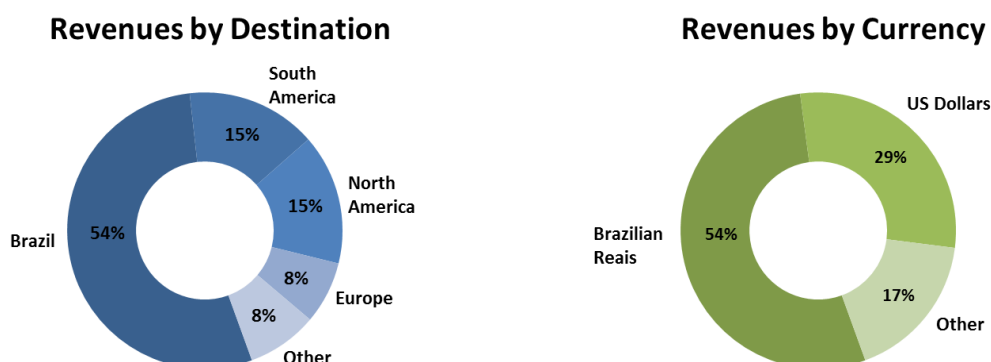 Revenues by Destination
South
America
15%
North
America
15%
Brazil
54%
8%
Europe
8%
Other
Revenues by Currency
US Dollars
29%
Brazilian
Reais
54%
17%
Other